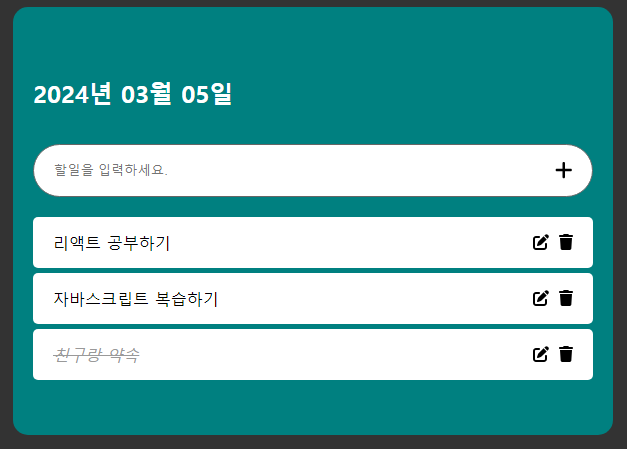 2024년 03월 05일
할일을 입력하세요.
리액트 공부하기
자바스크립트 복습하기
친구랑 약속